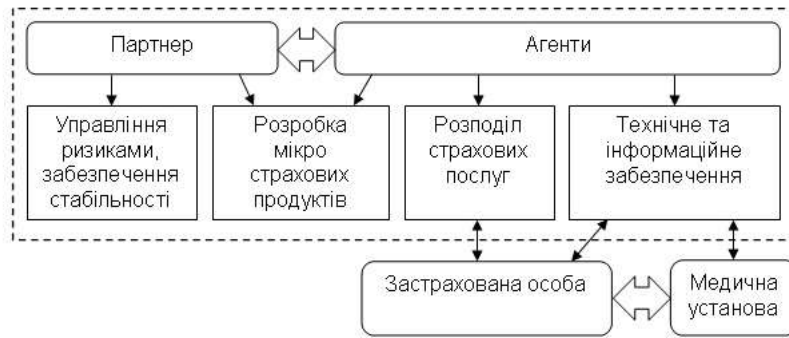 Партнер
Агенти
Управління
ризиками,
забезпечення
стабільності
Розробка
мікро
страхових
продуктів
Розподіл
страхових
послуг
Технічне та
інформаційне
забезпечення
Застрахована особа
Медична
установа